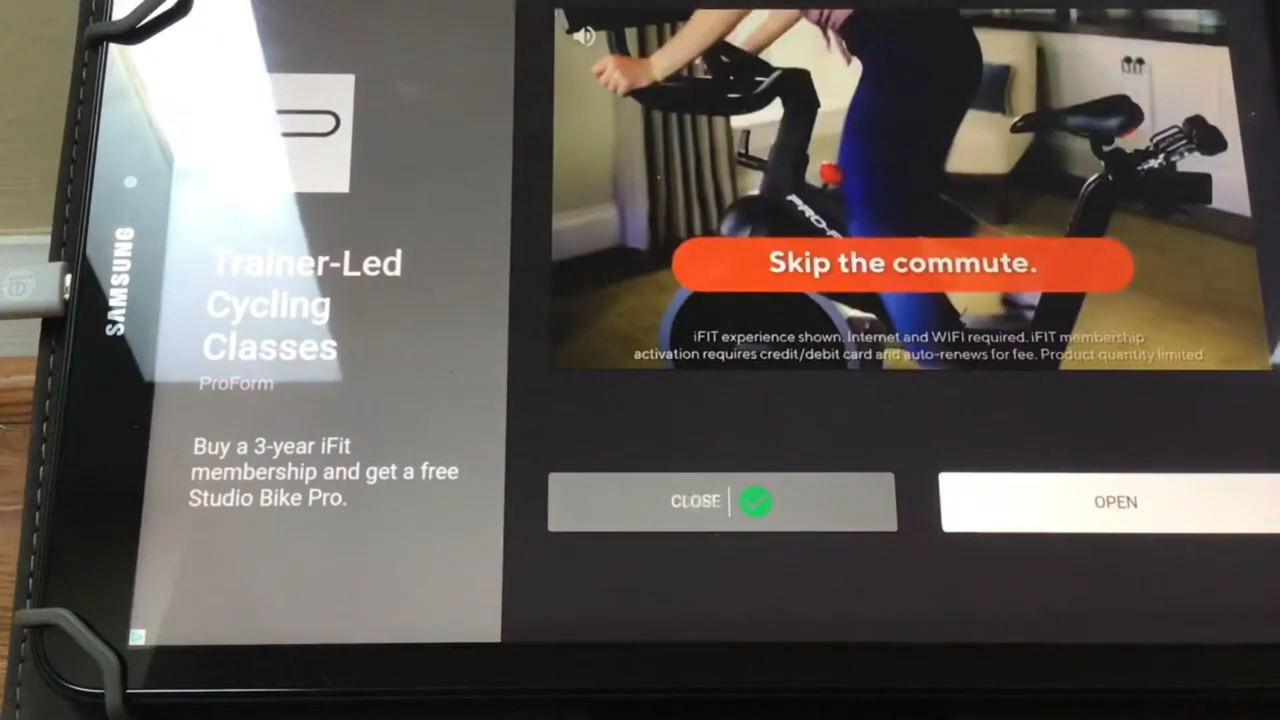 SAMSUNG
Trainer-Led
Cycling
Classes
ProForm
Buy a 3-year iFit
membership and get a free
Studio Bike Pro.
PRO-F
Skip the commute.
iFIT experience shown. Internet and WIFI required. iFIT membership
activation requires credit/debit card and auto-renews for fee. Product quantity limited.
CLOSE
OPEN